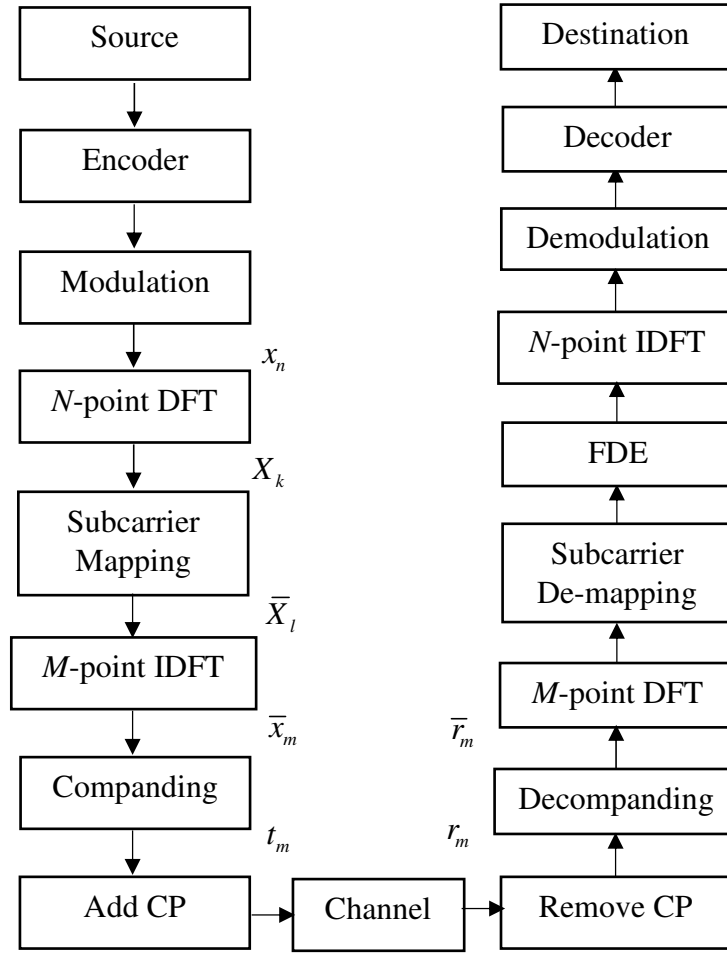 Source
Encoder
Modulation
x_n
N-point DFT
X_k
Subcarrier
Mapping
X̅_l
M-point IDFT
x̅_m
Companding
t_m
Add CP
Channel
Remove CP
r_m
Decompanding
r̅_m
M-point DFT
Subcarrier
De-mapping
FDE
N-point IDFT
Demodulation
Decoder
Destination